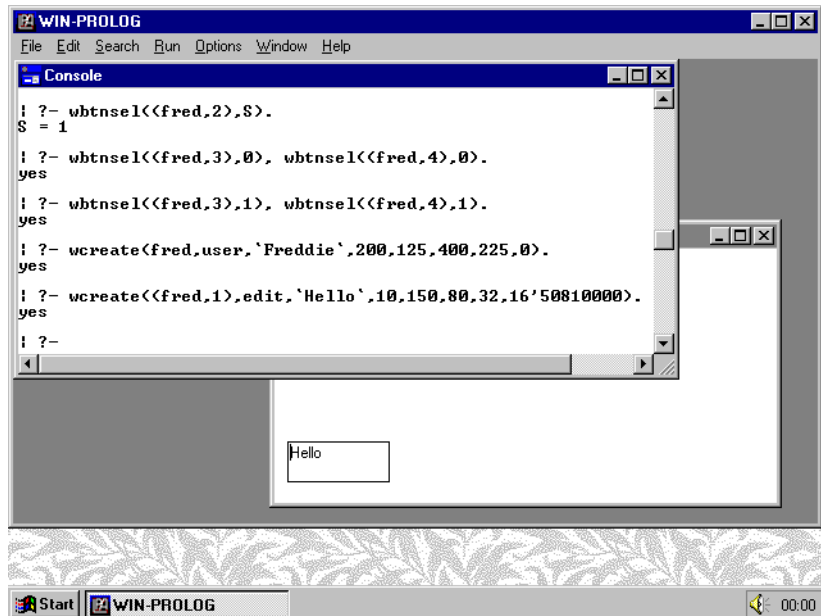 WIN-PROLOG
File Edit Search Run Options Window Help
Console
| ?- wbtnsel((fred,2),S).
S = 1
| ?- wbtnsel((fred,3),0), wbtnsel((fred,4),0).
yes
| ?- wbtnsel((fred,3),1), wbtnsel((fred,4),1).
yes
| ?- wcreate(fred,user,`Freddie`,200,125,400,225,0).
yes
| ?- wcreate((fred,1),edit,`Hello`,10,150,80,32,16'50810000).
yes
| ?-
Hello
Start WIN-PROLOG 00:00